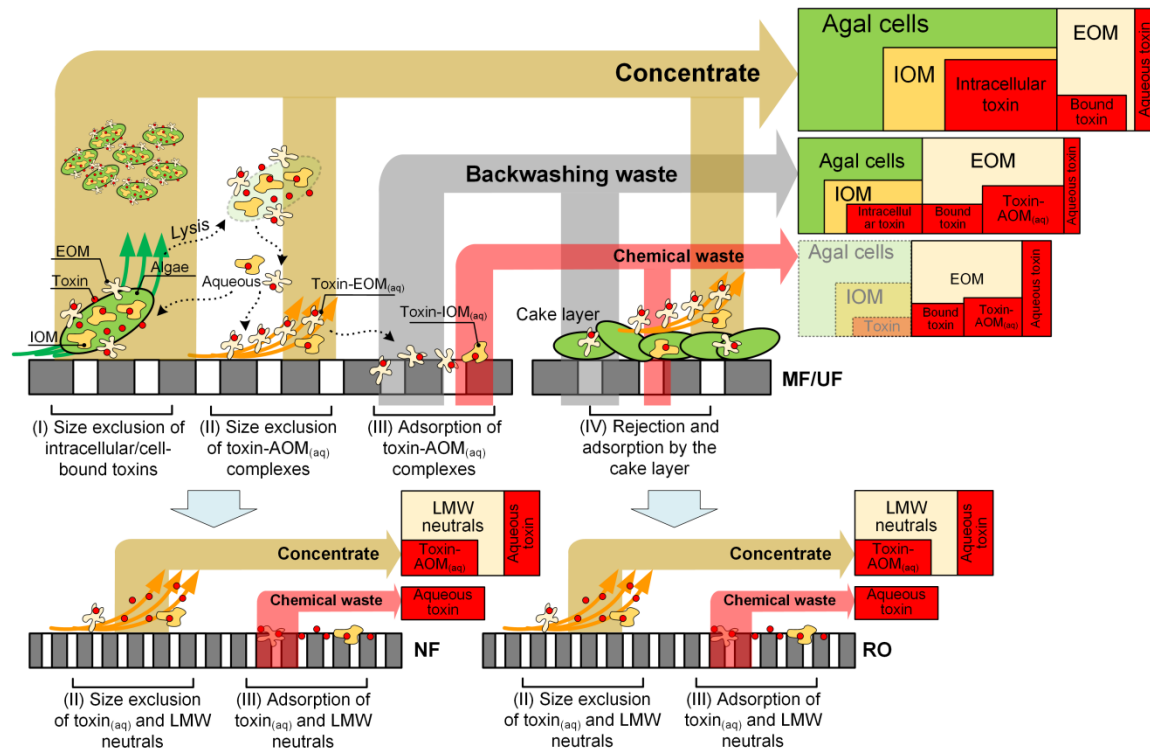 Agal cells
EOM
IOM
Intracellular
toxin
Bound
toxin
Aqueous toxin
Concentrate
Agal cells
EOM
IOM
Intracellul
ar toxin
Bound
toxin
Toxin-
AOM(aq)
Aqueous toxin
Backwashing waste
Lysis
EOM
Toxin
Algae
IOM
Aqueous
Toxin-EOM(aq)
Toxin-IOM(aq)
Chemical waste
Agal cells
EOM
IOM
Toxin
Bound
toxin
Toxin-
AOM(aq)
Aqueous toxin
Cake layer
MF/UF
(I) Size exclusion of
intracellular/cell-
bound toxins
(II) Size exclusion
of toxin-AOM(aq)
complexes
(III) Adsorption of
toxin-AOM(aq)
complexes
(IV) Rejection and
adsorption by the
cake layer
LMW
neutrals
Toxin-
AOM(aq)
Aqueous
toxin
Concentrate
Chemical waste
Aqueous
toxin
NF
(II) Size exclusion
of toxin(aq) and LMW
neutrals
(III) Adsorption of
toxin(aq) and LMW
neutrals
LMW
neutrals
Toxin-
AOM(aq)
Aqueous
toxin
Concentrate
Chemical waste
Aqueous
toxin
RO
(II) Size exclusion
of toxin(aq) and LMW
neutrals
(III) Adsorption of
toxin(aq) and LMW
neutrals